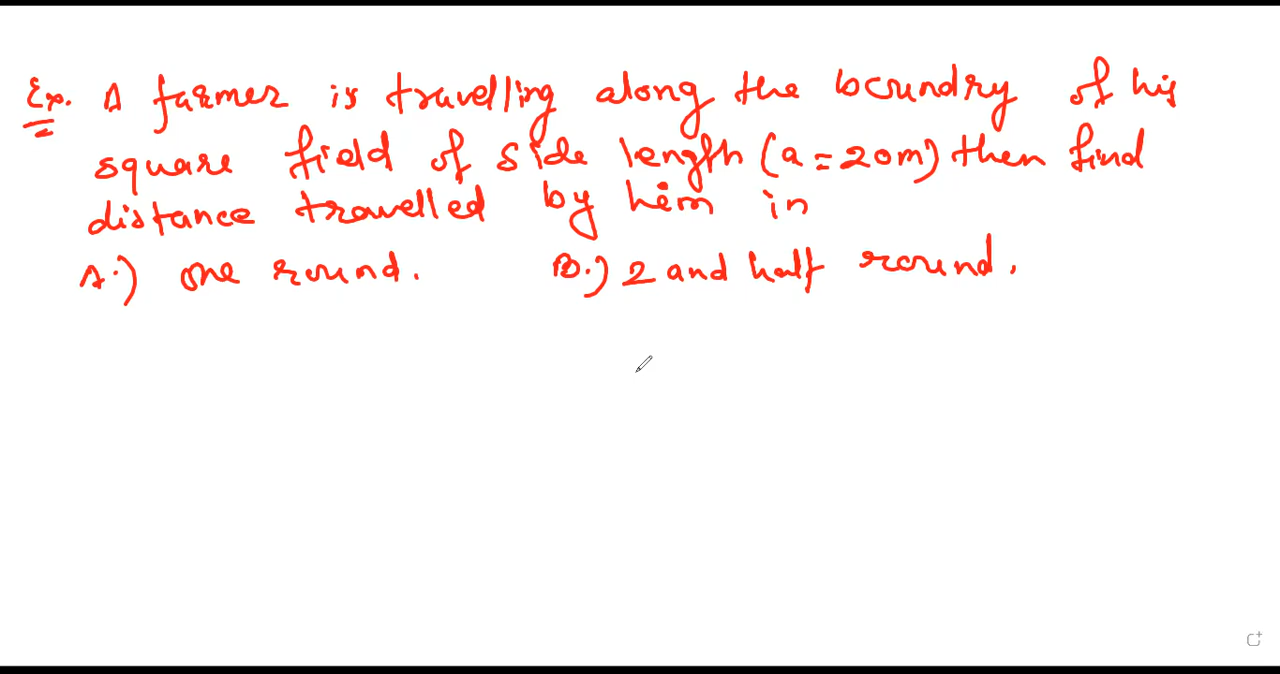 Ex. A farmer is travelling along the boundry of his
square field of side length (a = 20m) then find
distance travelled by him in
A.) one round. B.) 2 and half round.